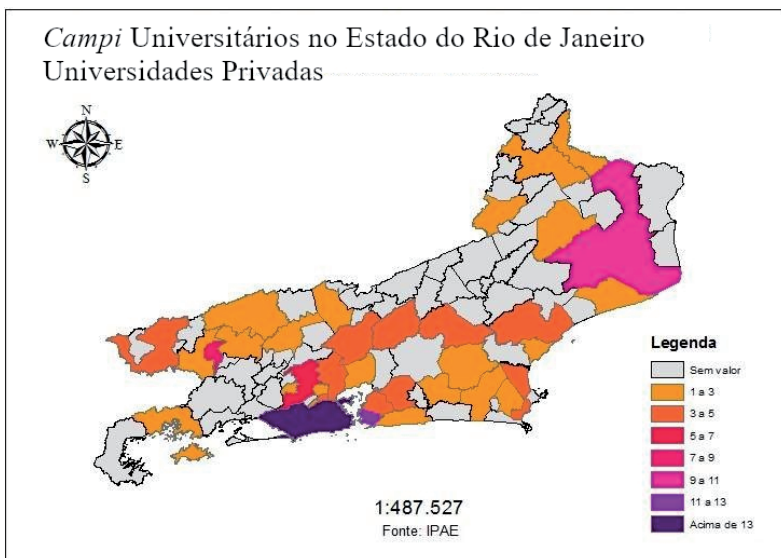 Campi Universitários no Estado do Rio de Janeiro
Universidades Privadas
N
W
E
S
Legenda
Sem valor
1 a 3
3 a 5
5 a 7
7 a 9
9 a 11
11 a 13
Acima de 13
1:487.527
Fonte: IPAE